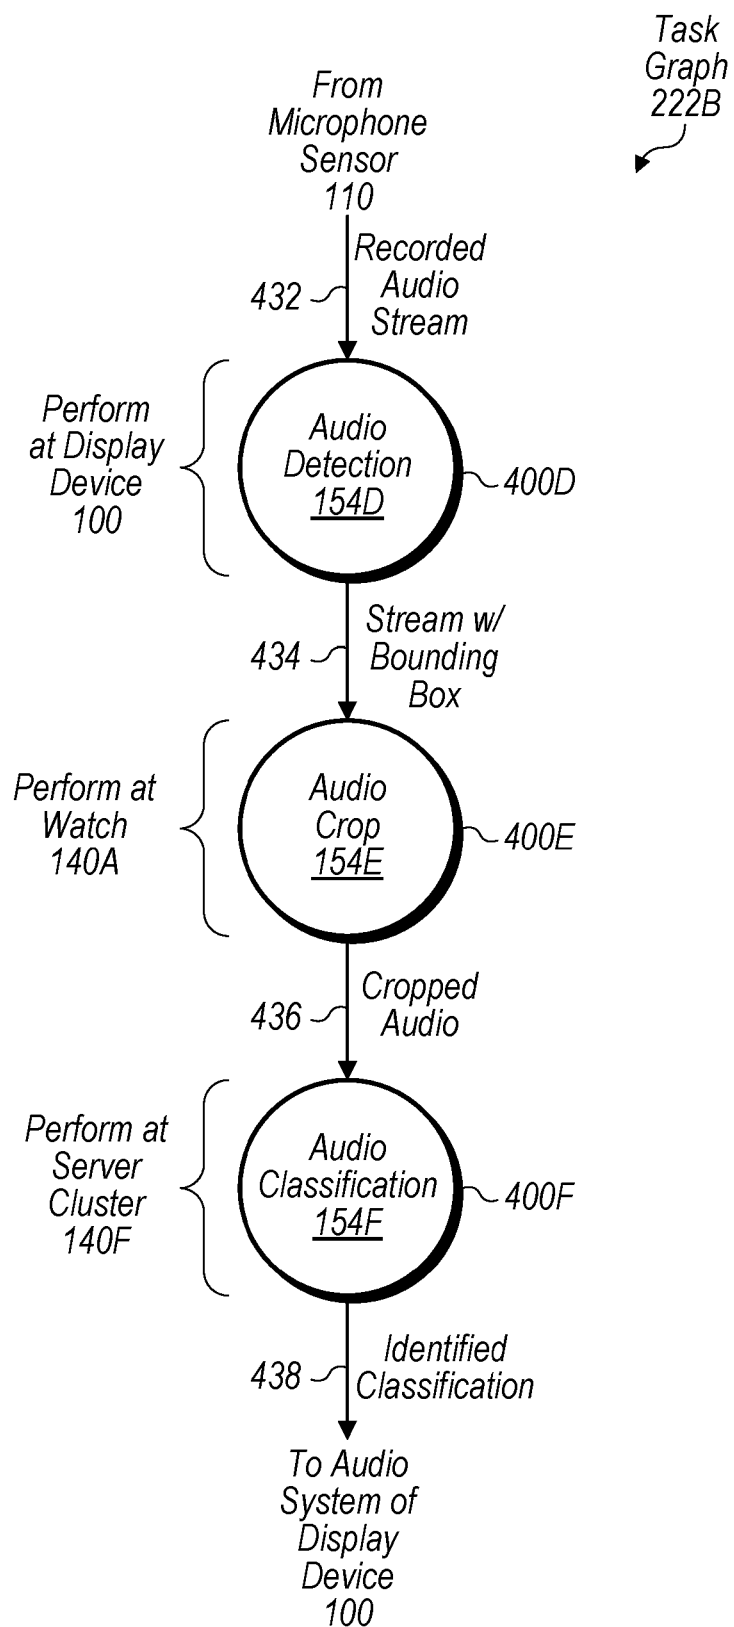 Task
Graph
222B
From
Microphone
Sensor
110
432
Recorded
Audio
Stream
Perform
at Display
Device
100
Audio
Detection
154D
400D
434
Stream w/
Bounding
Box
Perform at
Watch
140A
Audio
Crop
154E
400E
436
Cropped
Audio
Perform at
Server
Cluster
140F
Audio
Classification
154F
400F
438
Identified
Classification
To Audio
System of
Display
Device
100